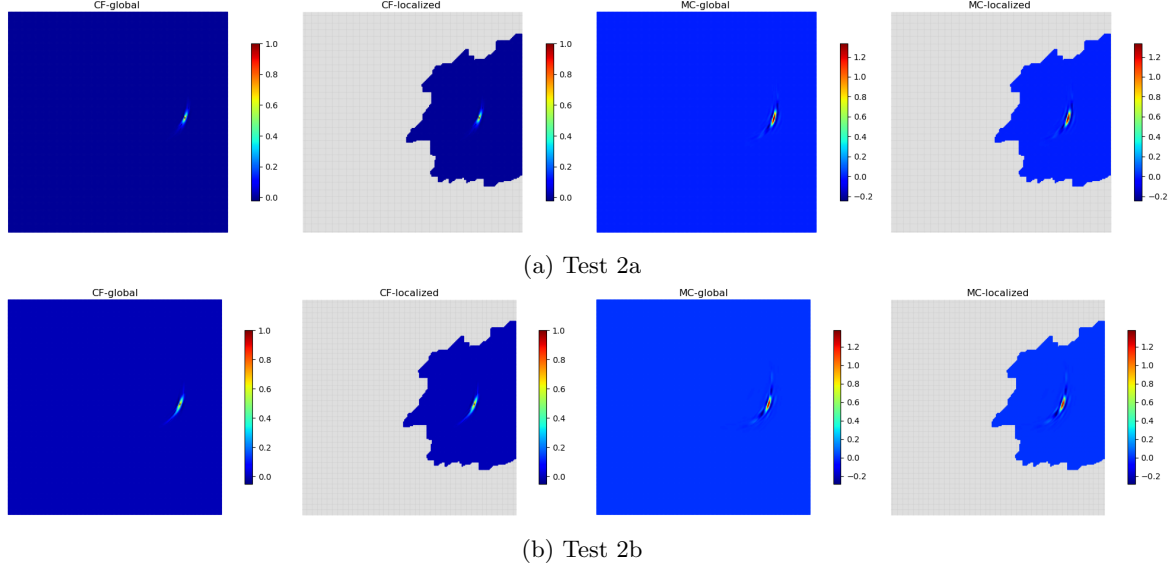 CF-global CF-localized MC-global MC-localized
1.0 1.0 1.2 1.2
0.8 0.8 1.0 1.0
0.6 0.6 0.8 0.8
0.4 0.4 0.6 0.6
0.2 0.2 0.4 0.4
0.0 0.0 0.2 0.2
0.0 0.0
−0.2 −0.2
(a) Test 2a
CF-global CF-localized MC-global MC-localized
1.0 1.0 1.2 1.2
0.8 0.8 1.0 1.0
0.6 0.6 0.8 0.8
0.4 0.4 0.6 0.6
0.2 0.2 0.4 0.4
0.0 0.0 0.2 0.2
0.0 0.0
−0.2 −0.2
(b) Test 2b